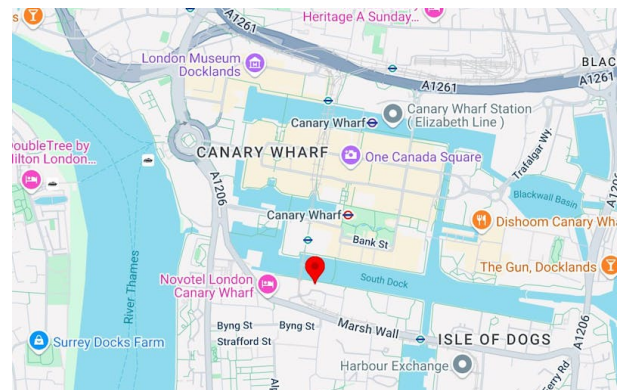 s
Heritage A Sunday...
A1261
London Museum
Docklands
A1261
BLAC
A1261
Canary Wharf Station
(Elizabeth Line)
Canary Wharf
DoubleTree by
Hilton London...
CANARY WHARF
One Canada Square
Trafalgar Wy.
A1206
Blackwall
Basin
Canary Wharf
Dishoom Canary Wha
Bank St
River Thames
Novotel London
Canary Wharf
South Dock
The Gun, Docklands
A1206
Byng St
Byng St
Marsh Wall
Strafford St
ISLE OF DOGS
Surrey Docks Farm
Harbour Exchange